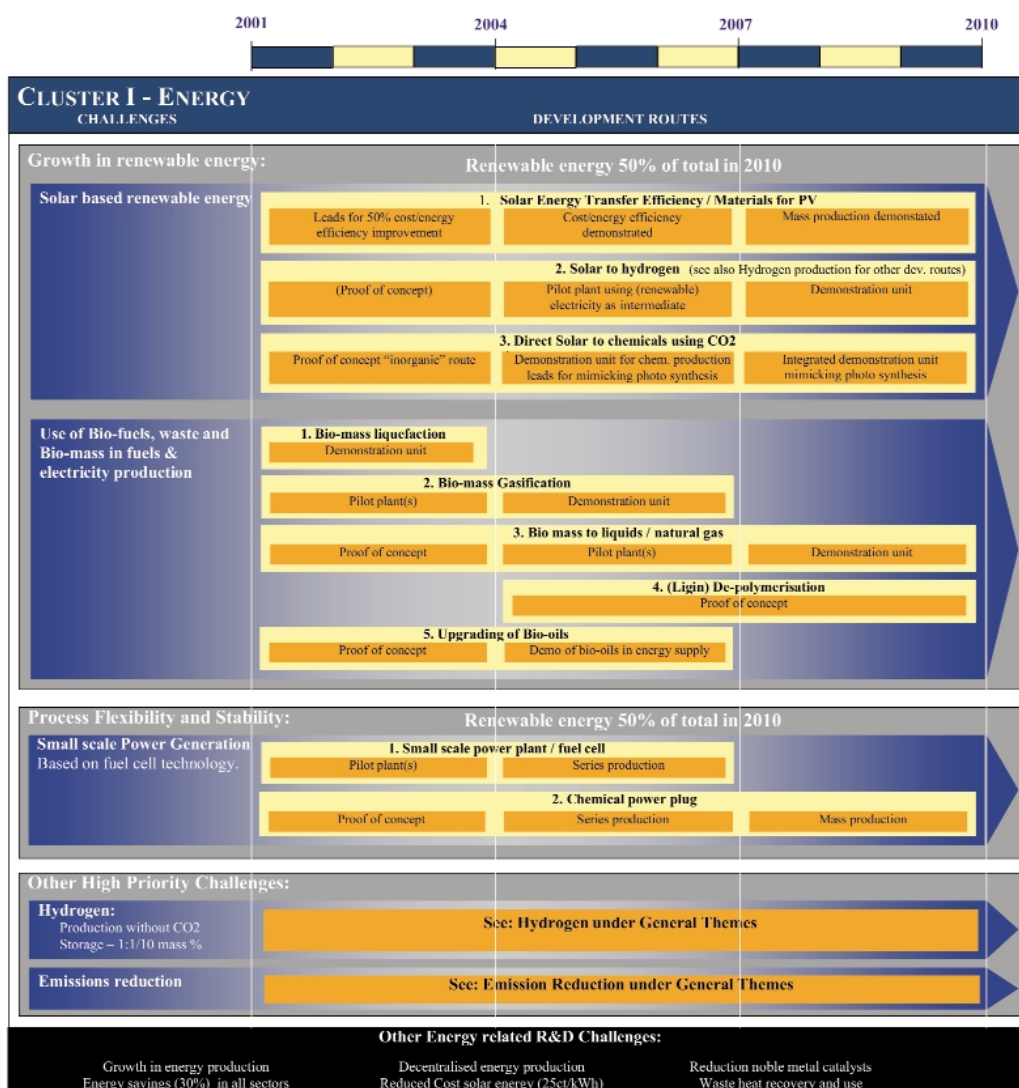 2001 2004 2007 2010
CLUSTER I - ENERGY
CHALLENGES DEVELOPMENT ROUTES
Growth in renewable energy: Renewable energy 50% of total in 2010
Solar based renewable energy
1. Solar Energy Transfer Efficiency / Materials for PV
Leads for 50% cost/energy
efficiency improvement
Cost/energy efficiency
demonstrated
Mass production demonstated
2. Solar to hydrogen (see also Hydrogen production for other dev. routes)
(Proof of concept)
Pilot plant using (renewable)
electricity as intermediate
Demonstration unit
3. Direct Solar to chemicals using CO2
Proof of concept “inorganic” route
Demonstration unit for chem. production
leads for mimicking photo synthesis
Integrated demonstration unit
mimicking photo synthesis
Use of Bio-fuels, waste and
Bio-mass in fuels &
electricity production
1. Bio-mass liquefaction
Demonstration unit
2. Bio-mass Gasification
Pilot plant(s) Demonstration unit
3. Bio mass to liquids / natural gas
Proof of concept Pilot plant(s) Demonstration unit
4. (Ligin) De-polymerisation
Proof of concept
5. Upgrading of Bio-oils
Proof of concept Demo of bio-oils in energy supply
Process Flexibility and Stability: Renewable energy 50% of total in 2010
Small scale Power Generation
Based on fuel cell technology.
1. Small scale power plant / fuel cell
Pilot plant(s) Series production
2. Chemical power plug
Proof of concept Series production Mass production
Other High Priority Challenges:
Hydrogen:
Production without CO2
Storage – 1:1/10 mass %
See: Hydrogen under General Themes
Emissions reduction
See: Emission Reduction under General Themes
Other Energy related R&D Challenges:
Growth in energy production Decentralised energy production Reduction noble metal catalysts
Energy savings (30%) in all sectors Reduced Cost solar energy (25ct/kWh) Waste heat recovery and use